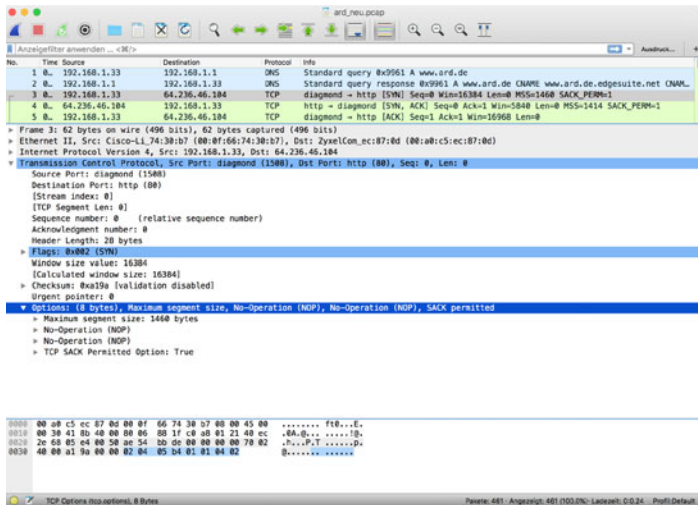 ard_neu.pcap
Anzeigefilter anwenden ... <⌘/>
Ausdruck...
+
No. Time Source Destination Protocol Info
1 0… 192.168.1.33 192.168.1.1 DNS Standard query 0x9961 A www.ard.de
2 0… 192.168.1.1 192.168.1.33 DNS Standard query response 0x9961 A www.ard.de CNAME www.ard.de.edgesuite.net CNAM…
3 0… 192.168.1.33 64.236.46.104 TCP diagmond → http [SYN] Seq=0 Win=16384 Len=0 MSS=1460 SACK_PERM=1
4 0… 64.236.46.104 192.168.1.33 TCP http → diagmond [SYN, ACK] Seq=0 Ack=1 Win=5840 Len=0 MSS=1414 SACK_PERM=1
5 0… 192.168.1.33 64.236.46.104 TCP diagmond → http [ACK] Seq=1 Ack=1 Win=16968 Len=0
Frame 3: 62 bytes on wire (496 bits), 62 bytes captured (496 bits)
Ethernet II, Src: Cisco-Li_74:30:b7 (00:0f:66:74:30:b7), Dst: ZyxelCom_ec:87:0d (00:a0:c5:ec:87:0d)
Internet Protocol Version 4, Src: 192.168.1.33, Dst: 64.236.46.104
Transmission Control Protocol, Src Port: diagmond (1508), Dst Port: http (80), Seq: 0, Len: 0
Source Port: diagmond (1508)
Destination Port: http (80)
[Stream index: 0]
[TCP Segment Len: 0]
Sequence number: 0 (relative sequence number)
Acknowledgment number: 0
Header Length: 28 bytes
Flags: 0x002 (SYN)
Window size value: 16384
[Calculated window size: 16384]
Checksum: 0xa19a [validation disabled]
Urgent pointer: 0
Options: (8 bytes), Maximum segment size, No-Operation (NOP), No-Operation (NOP), SACK permitted
Maximum segment size: 1460 bytes
No-Operation (NOP)
No-Operation (NOP)
TCP SACK Permitted Option: True
0000 00 a0 c5 ec 87 0d 00 0f 66 74 30 b7 08 00 45 00 ........ ft0...E.
0010 00 30 41 8b 40 00 80 06 88 1f c0 a8 01 21 40 ec .0A.@... .....!@.
0020 2e 68 05 e4 00 50 ae 54 bb de 00 00 00 00 70 02 .h...P.T ......p.
0030 40 00 a1 9a 00 00 02 04 05 b4 01 01 04 02 @....... ......
TCP Options (tcp.options), 8 Bytes
Pakete: 461 · Angezeigt: 461 (100.0%) · Ladezeit: 0:0.24
Profil: Default